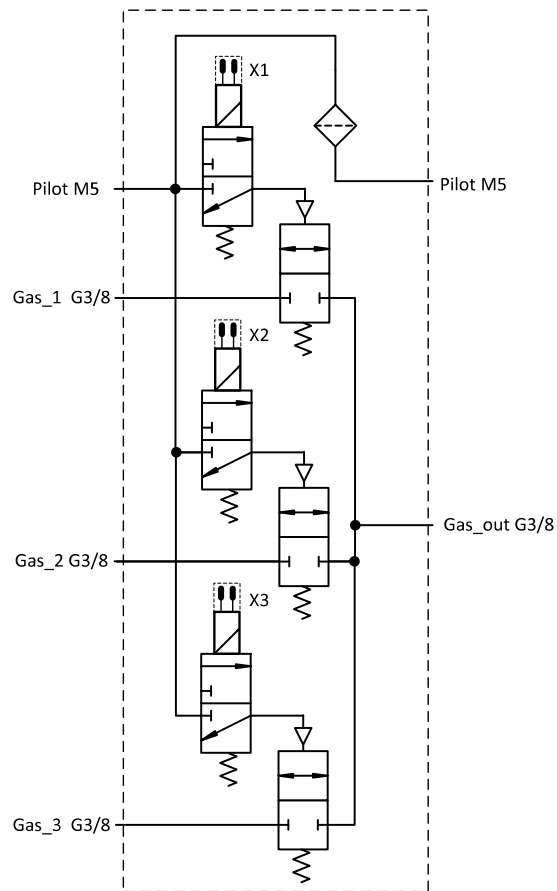 X1
Pilot M5
Pilot M5
Gas_1 G3/8
X2
Gas_out G3/8
Gas_2 G3/8
X3
Gas_3 G3/8